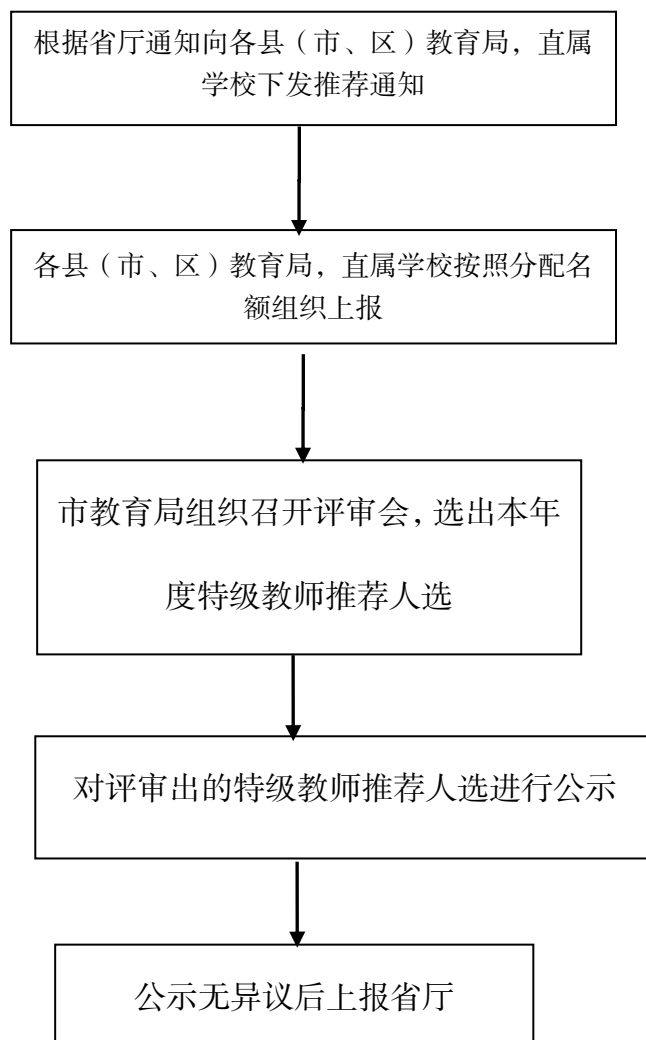 根据省厅通知向各县（市、区）教育局，直属
学校下发推荐通知
各县（市、区）教育局，直属学校按照分配名
额组织上报
市教育局组织召开评审会，选出本年
度特级教师推荐人选
对评审出的特级教师推荐人选进行公示
公示无异议后上报省厅